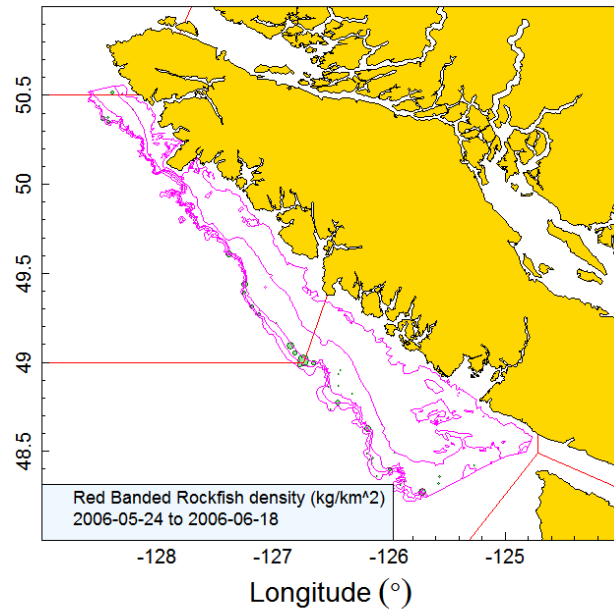 50.5
50
49.5
49
48.5
Red Banded Rockfish density (kg/km^2)
2006-05-24 to 2006-06-18
-128 -127 -126 -125
Longitude (°)